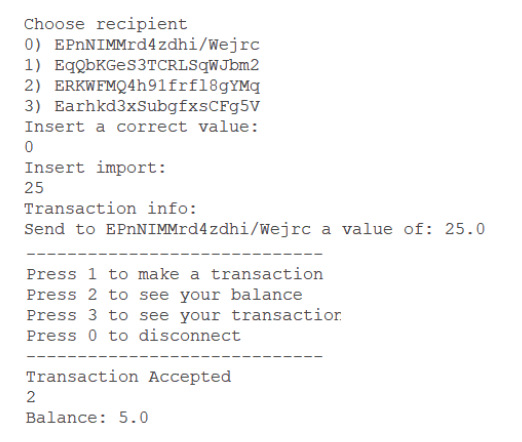 Choose recipient
0) EPnNIMMrd4zdhi/Wejrc
1) EqQbKGeS3TCRLSqWJbm2
2) ERKWFMQ4h91frfl8gYMq
3) Earhkd3xSubgfxsCFg5V
Insert a correct value:
0
Insert import:
25
Transaction info:
Send to EPnNIMMrd4zdhi/Wejrc a value of: 25.0
-----------------------------
Press 1 to make a transaction
Press 2 to see your balance
Press 3 to see your transaction
Press 0 to disconnect
-----------------------------
Transaction Accepted
2
Balance: 5.0